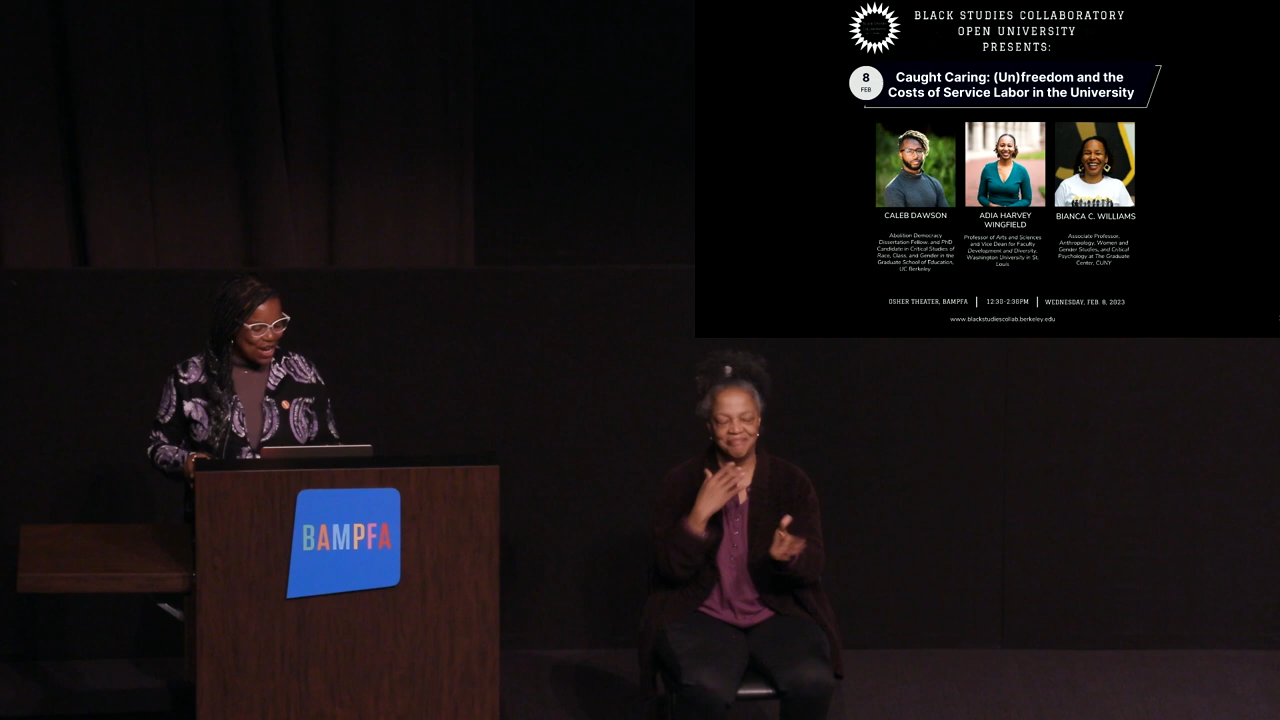 BLACK STUDIES COLLABORATORY
OPEN UNIVERSITY
PRESENTS:
8
FEB
Caught Caring: (Un)freedom and the
Costs of Service Labor in the University
CALEB DAWSON
Abolition Democracy
Dissertation Fellow and PhD
Candidate in Critical Studies of
Race, Class, and Gender in the
Graduate School of Education,
UC Berkeley
ADIA HARVEY
WINGFIELD
Professor of Arts and Sciences
and Vice Dean for Faculty
Development and Diversity,
Washington University in St.
Louis
BIANCA C. WILLIAMS
Associate Professor,
Anthropology, Women and
Gender Studies, and Critical
Psychology at The Graduate
Center, CUNY
OSHER THEATER, BAMPFA | 12:30-2:30PM | WEDNESDAY, FEB. 8, 2023
www.blackstudiescollab.berkeley.edu
BAMPFA